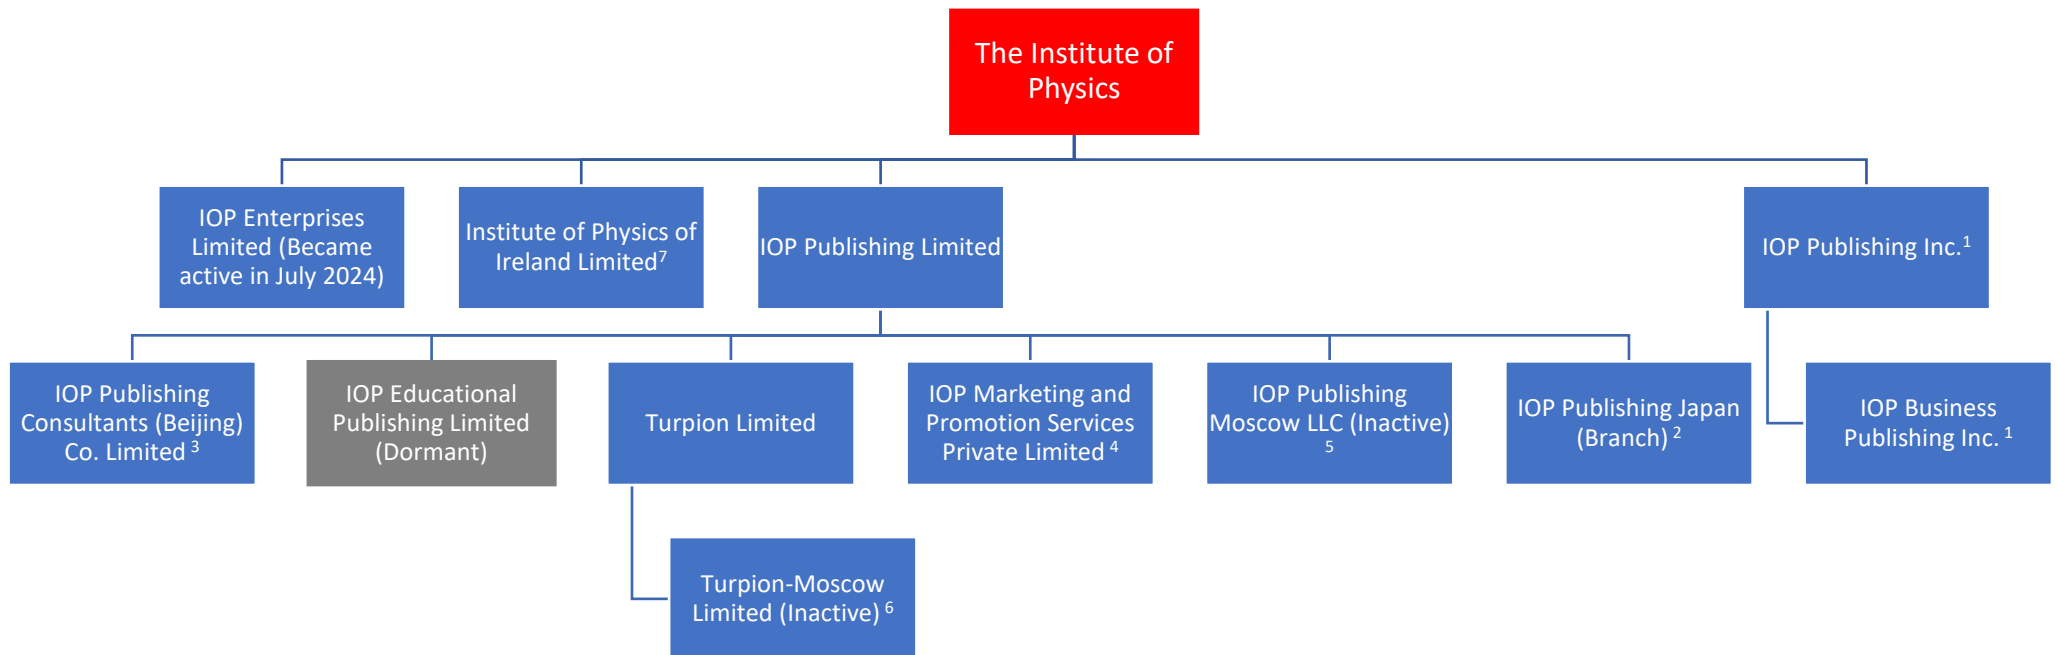 The Institute of
Physics
IOP Enterprises
Limited (Became
active in July 2024)
Institute of Physics of
Ireland Limited⁷
IOP Publishing Limited
IOP Publishing Inc.¹
IOP Publishing
Consultants (Beijing)
Co. Limited ³
IOP Educational
Publishing Limited
(Dormant)
Turpion Limited
IOP Marketing and
Promotion Services
Private Limited ⁴
IOP Publishing
Moscow LLC (Inactive)
⁵
IOP Publishing Japan
(Branch) ²
IOP Business
Publishing Inc. ¹
Turpion-Moscow
Limited (Inactive) ⁶